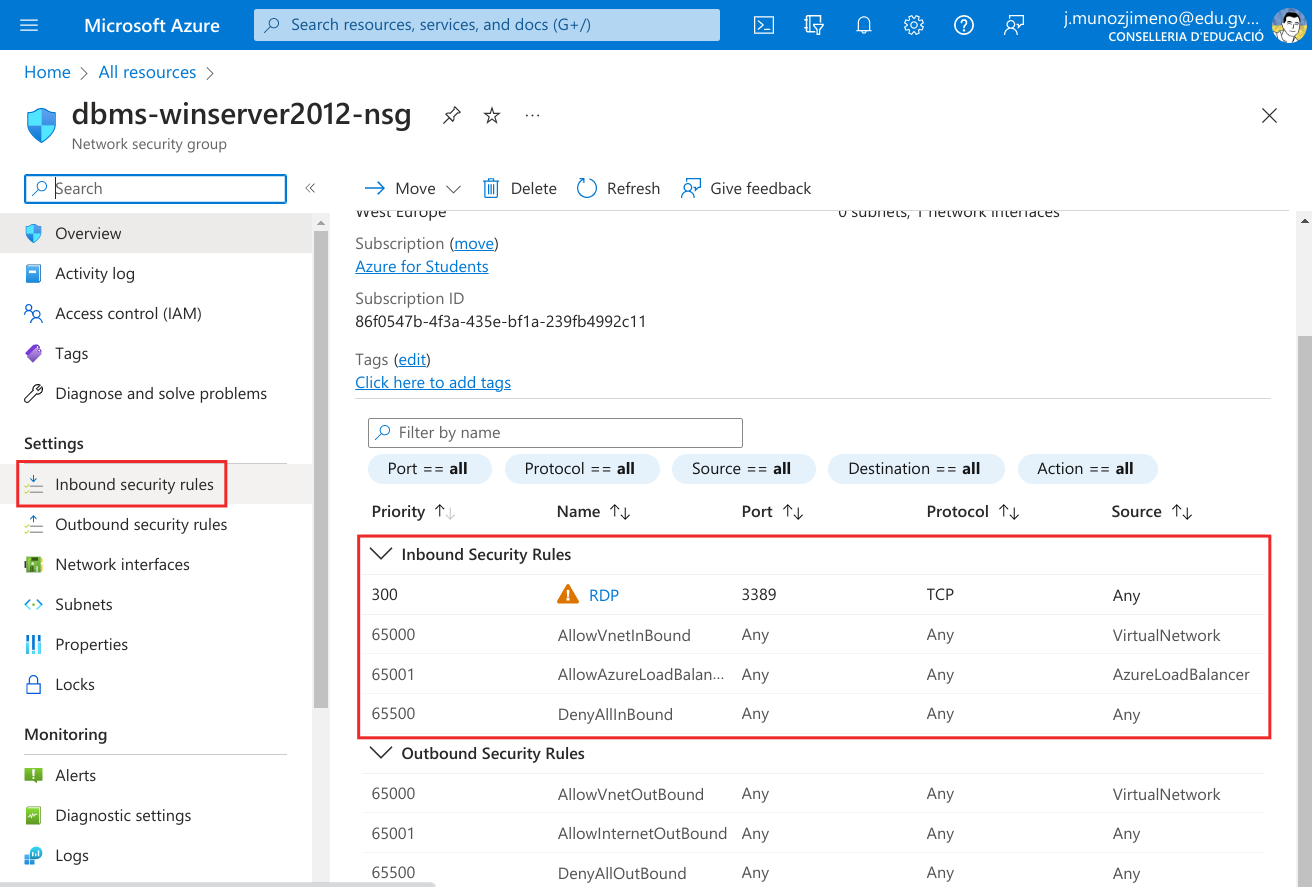 Microsoft Azure
Search resources, services, and docs (G+/)
j.munozjimeno@edu.gv...
CONSELLERIA D'EDUCACIÓ
Home > All resources >
dbms-winserver2012-nsg
...
Network security group
Search
«
Move
Delete
Refresh
Give feedback
Overview
Activity log
Access control (IAM)
Tags
Diagnose and solve problems
Settings
Inbound security rules
Outbound security rules
Network interfaces
Subnets
Properties
Locks
Monitoring
Alerts
Diagnostic settings
Logs
West Europe 0 subnets, 1 network interfaces
Subscription (move)
Azure for Students
Subscription ID
86f0547b-4f3a-435e-bf1a-239fb4992c11
Tags (edit)
Click here to add tags
Filter by name
Port == all Protocol == all Source == all Destination == all Action == all
Priority ↑↓ Name ↑↓ Port ↑↓ Protocol ↑↓ Source ↑↓
Inbound Security Rules
300 RDP 3389 TCP Any
65000 AllowVnetInBound Any Any VirtualNetwork
65001 AllowAzureLoadBalan... Any Any AzureLoadBalancer
65500 DenyAllInBound Any Any Any
Outbound Security Rules
65000 AllowVnetOutBound Any Any VirtualNetwork
65001 AllowInternetOutBound Any Any Any
65500 DenyAllOutBound Any Any Any